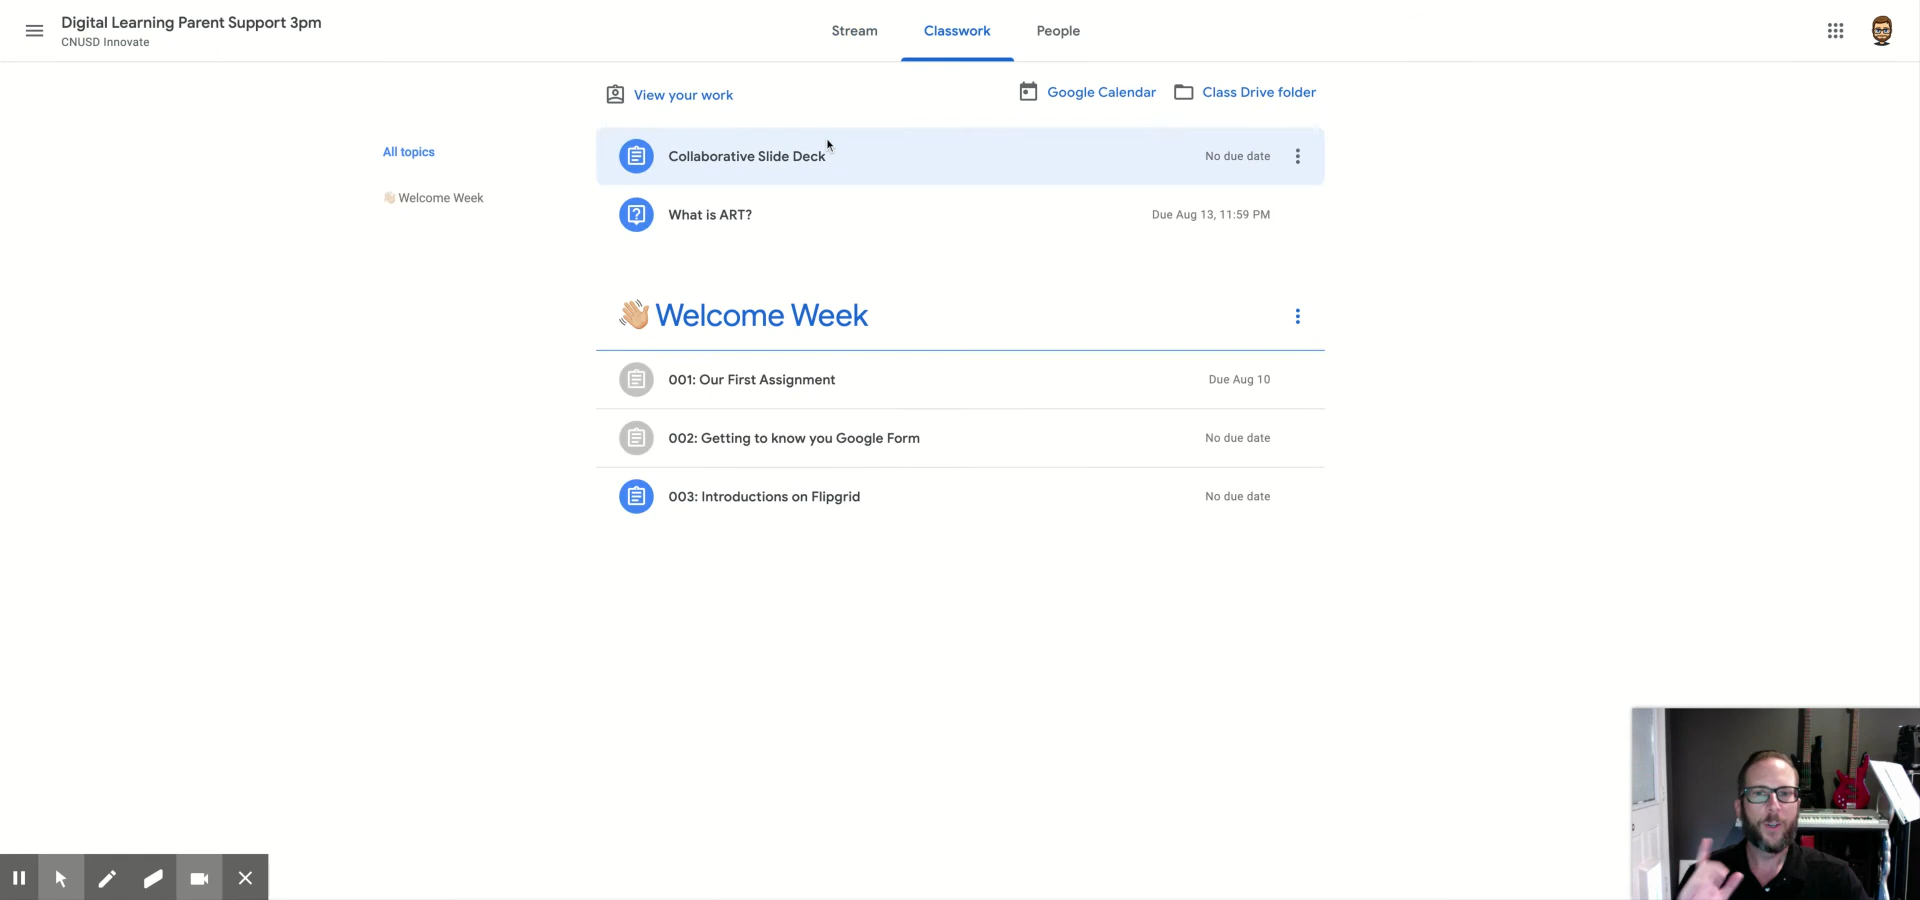 Digital Learning Parent Support 3pm
CNUSD Innovate
Stream
Classwork
People
View your work
Google Calendar
Class Drive folder
All topics
👋🏼 Welcome Week
Collaborative Slide Deck
No due date
What is ART?
Due Aug 13, 11:59 PM
👋🏼 Welcome Week
001: Our First Assignment
Due Aug 10
002: Getting to know you Google Form
No due date
003: Introductions on Flipgrid
No due date